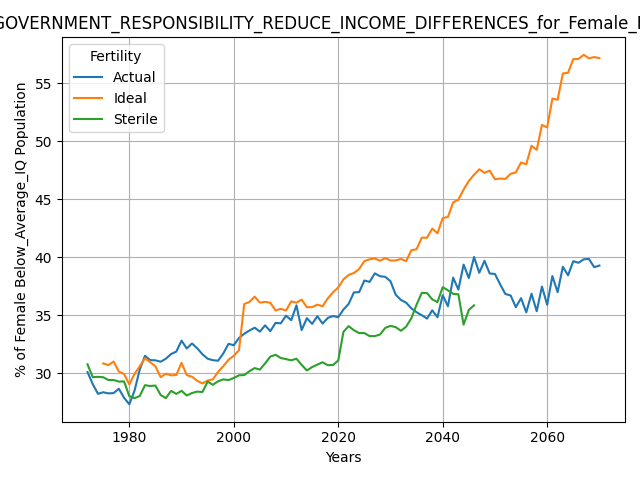 GOVERNMENT_RESPONSIBILITY_REDUCE_INCOME_DIFFERENCES_for_Female_
Fertility
Actual
Ideal
Sterile
% of Female Below_Average_IQ Population
55
50
45
40
35
30
1980
2000
2020
2040
2060
Years